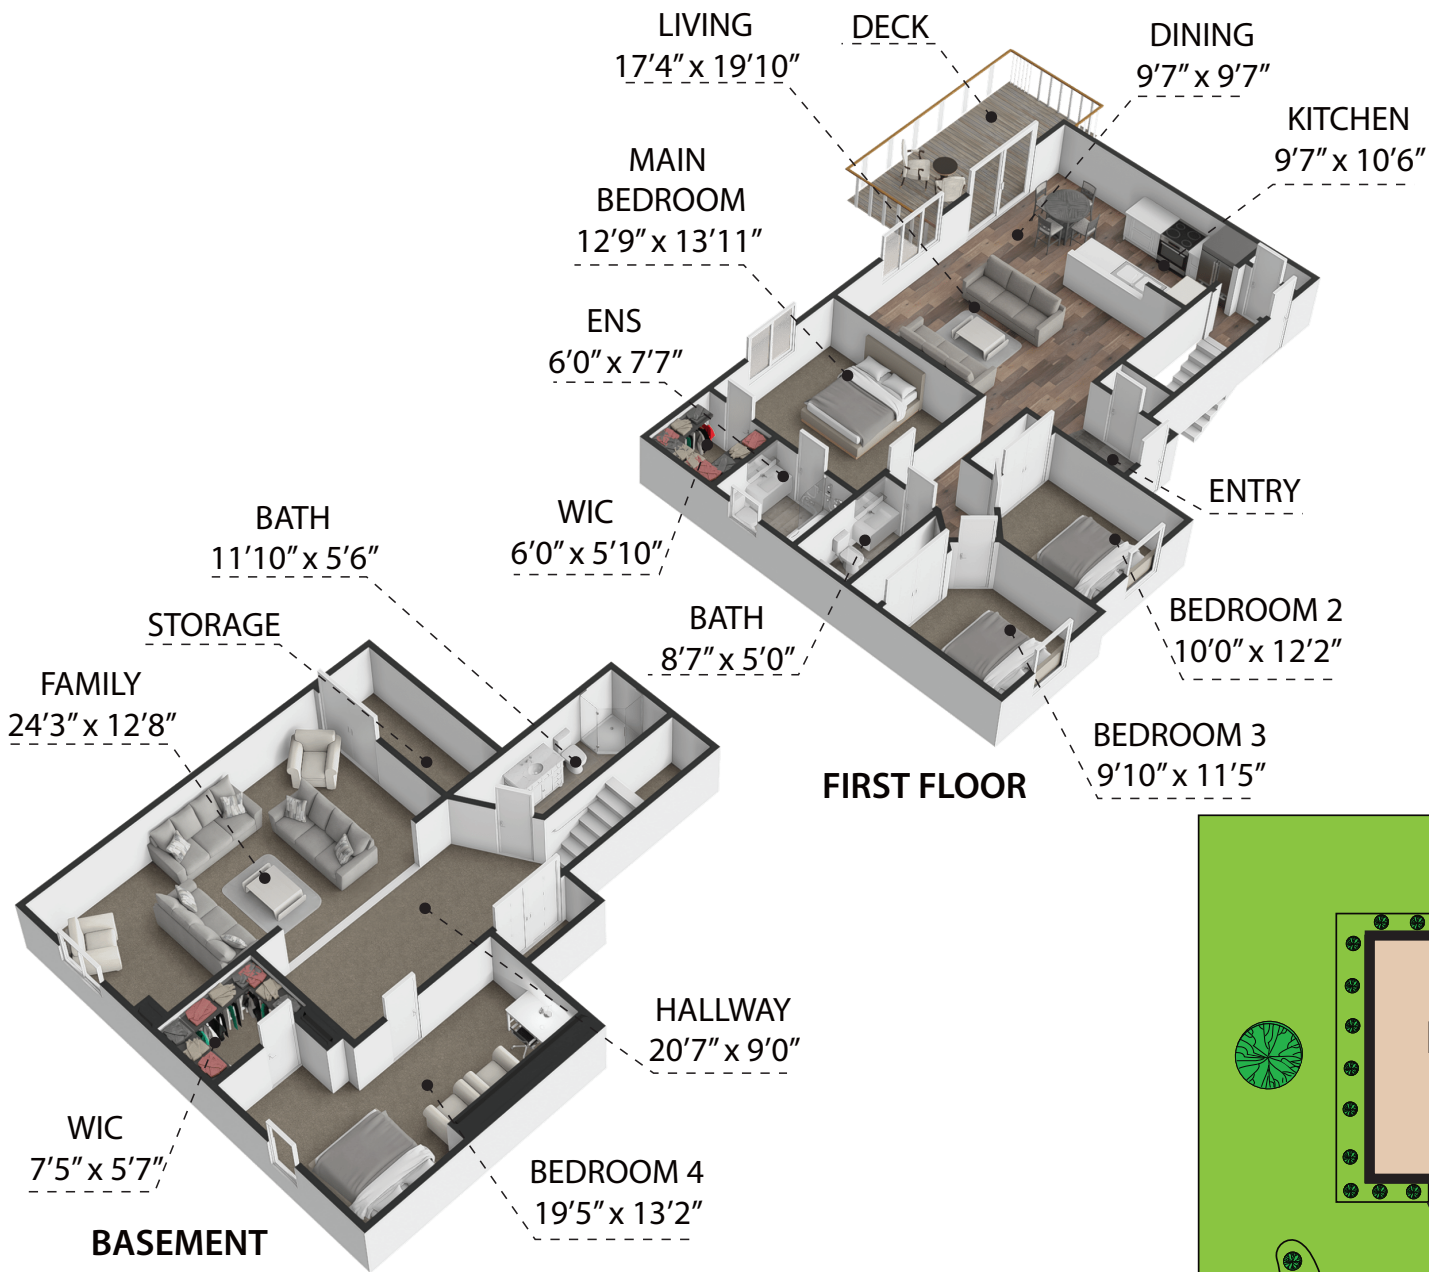 LIVING
17’4” x 19’10”
DECK
DINING
9’7” x 9’7”
KITCHEN
9’7” x 10’6”
MAIN
BEDROOM
12’9” x 13’11”
ENS
6’0” x 7’7”
WIC
6’0” x 5’10”
BATH
8’7” x 5’0”
ENTRY
BEDROOM 2
10’0” x 12’2”
BEDROOM 3
9’10” x 11’5”
FIRST FLOOR
BATH
11’10” x 5’6”
STORAGE
FAMILY
24’3” x 12’8”
HALLWAY
20’7” x 9’0”
WIC
7’5” x 5’7”
BEDROOM 4
19’5” x 13’2”
BASEMENT